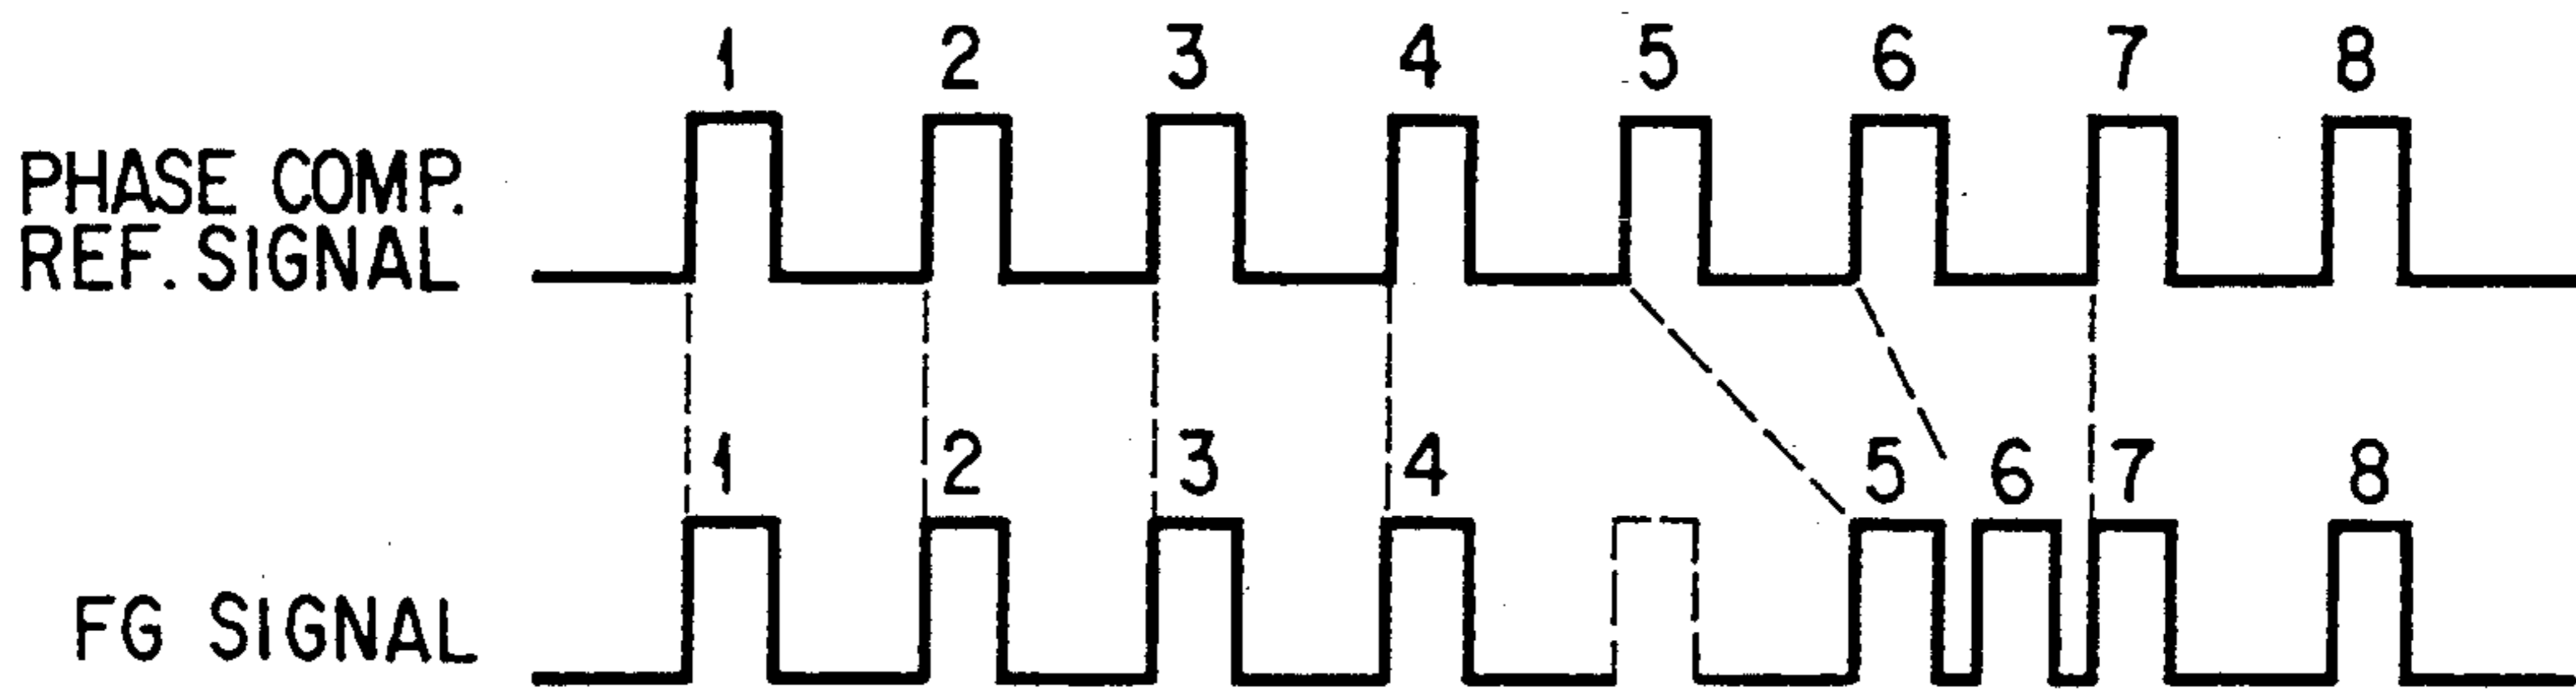 1 2 3 4 5 6 7 8
PHASE COMP.
REF. SIGNAL
1 2 3 4 5 6 7 8
FG SIGNAL